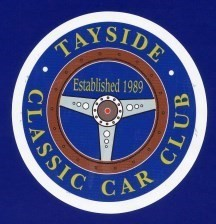 TAYSIDE
Established 1989
CLASSIC CAR CLUB